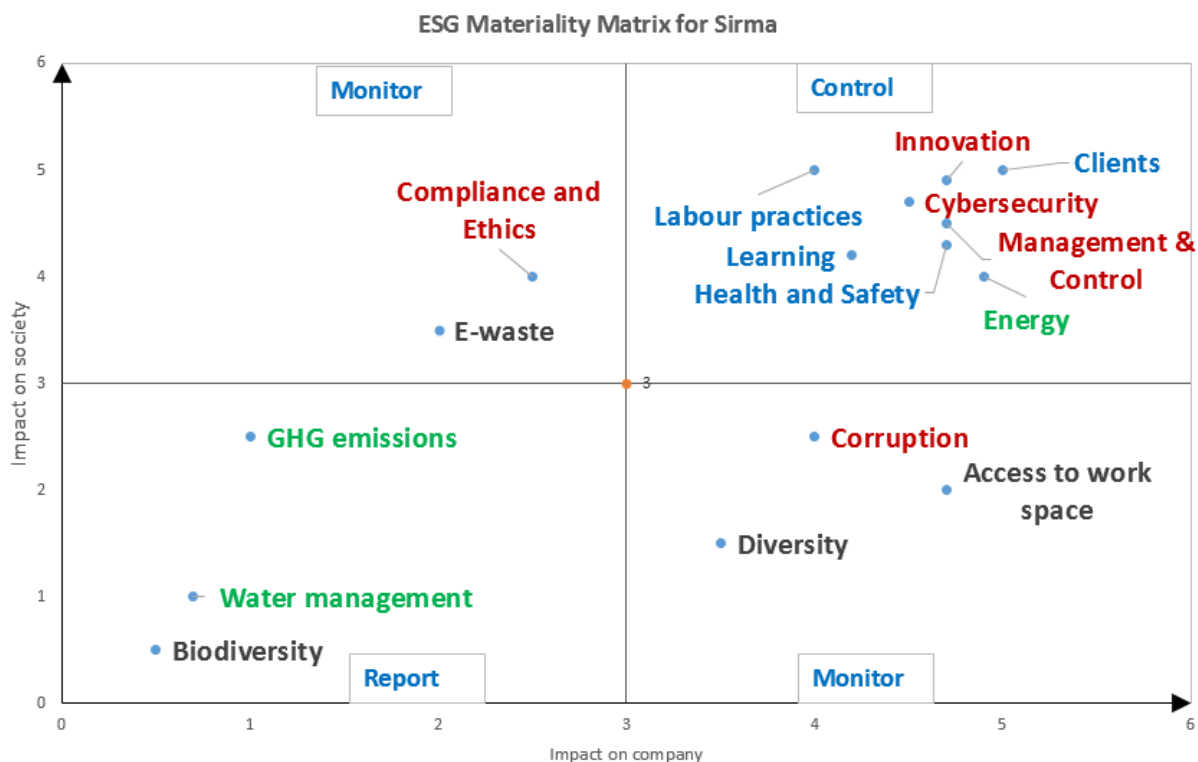 ESG Materiality Matrix for Sirma
6
Monitor
Control
Innovation
5
Clients
Compliance and
Ethics
Labour practices
Cybersecurity
Management &
Control
Learning
4
Health and Safety
Energy
E-waste
3
3
GHG emissions
Corruption
2
Access to work
space
Diversity
1
Water management
Biodiversity
Report
Monitor
0
0
1
2
3
4
5
6
Impact on society
Impact on company